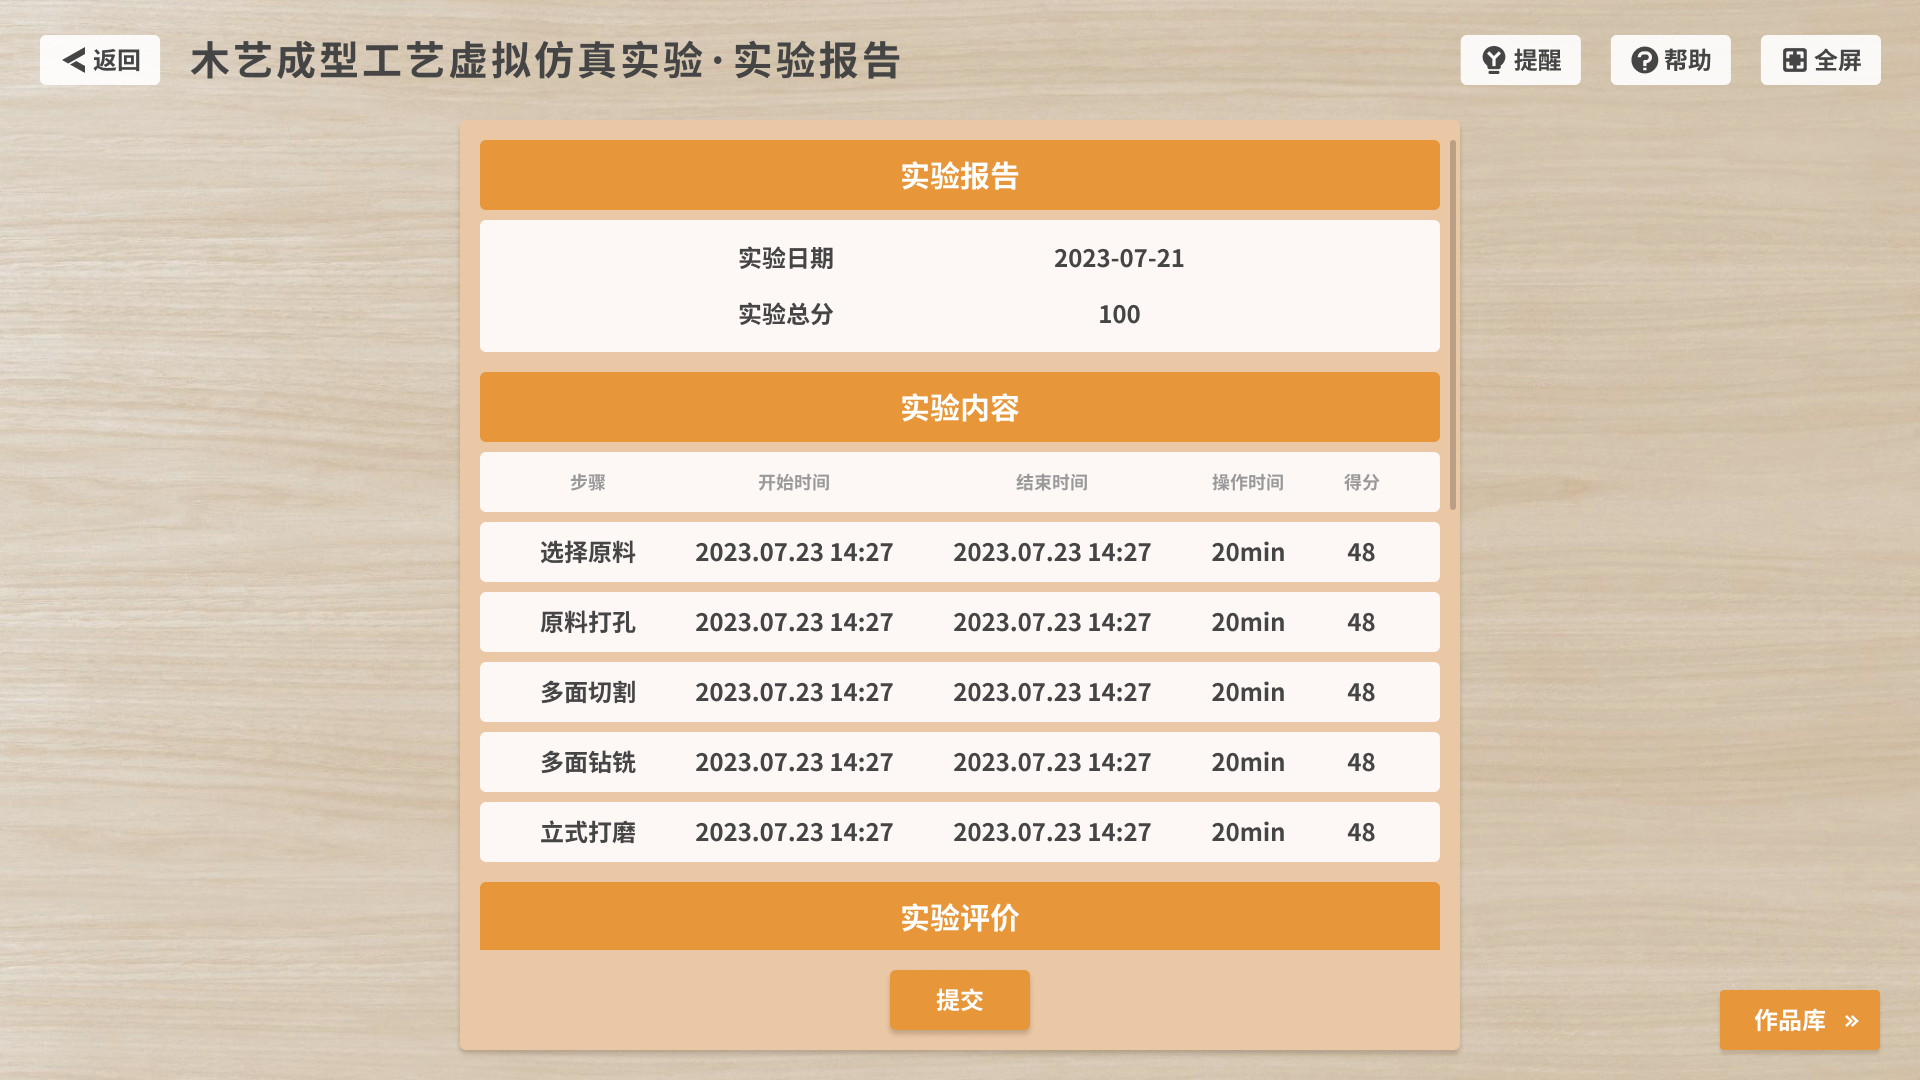 返回
木艺成型工艺虚拟仿真实验·实验报告
提醒
帮助
全屏
实验报告
实验日期 2023-07-21
实验总分 100
实验内容
步骤 开始时间 结束时间 操作时间 得分
选择原料 2023.07.23 14:27 2023.07.23 14:27 20min 48
原料打孔 2023.07.23 14:27 2023.07.23 14:27 20min 48
多面切割 2023.07.23 14:27 2023.07.23 14:27 20min 48
多面钻铣 2023.07.23 14:27 2023.07.23 14:27 20min 48
立式打磨 2023.07.23 14:27 2023.07.23 14:27 20min 48
实验评价
提交
作品库 »